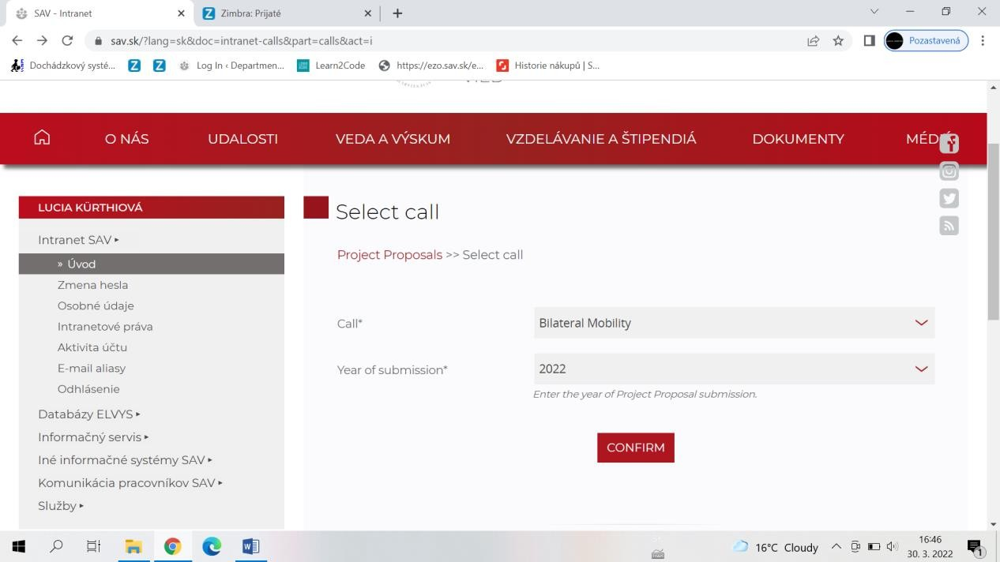 SAV - Intranet
Zimbra: Prijaté
sav.sk/?lang=sk&doc=intranet-calls&part=calls&act=i
Pozastavená
Dochádzkový systé...
Log In ‹ Departmen...
Learn2Code
https://ezo.sav.sk/e...
Historie nákupů | S...
O NÁS
UDALOSTI
VEDA A VÝSKUM
VZDELÁVANIE A ŠTIPENDIÁ
DOKUMENTY
LUCIA KÜRTHIOVÁ
Intranet SAV ▸
» Úvod
Zmena hesla
Osobné údaje
Intranetové práva
Aktivita účtu
E-mail aliasy
Odhlásenie
Databázy ELVYS ▸
Informačný servis ▸
Iné informačné systémy SAV ▸
Komunikácia pracovníkov SAV ▸
Služby ▸
Select call
Project Proposals >> Select call
Call*
Bilateral Mobility
Year of submission*
2022
Enter the year of Project Proposal submission.
CONFIRM
16°C Cloudy
16:46
30. 3. 2022
1